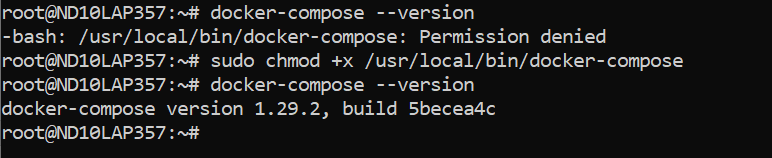 root@ND10LAP357:~# docker-compose --version
-bash: /usr/local/bin/docker-compose: Permission denied
root@ND10LAP357:~# sudo chmod +x /usr/local/bin/docker-compose
root@ND10LAP357:~# docker-compose --version
docker-compose version 1.29.2, build 5becea4c
root@ND10LAP357:~#